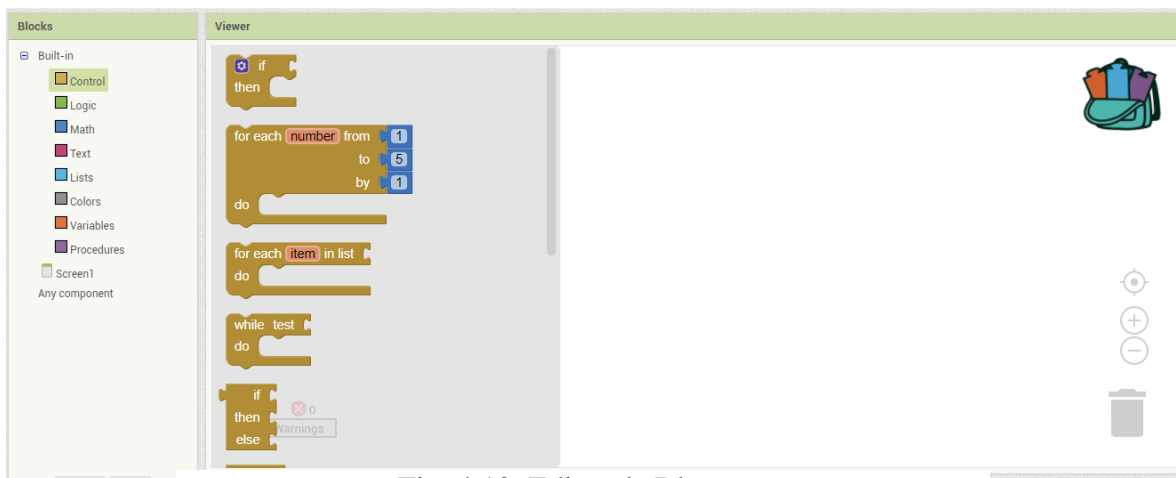 Blocks
Viewer
Built-in
Control
Logic
Math
Text
Lists
Colors
Variables
Procedures
Screen1
Any component
if
then
for each number from 1
to 5
by 1
do
for each item in list
do
while test
do
if
then
else
0
Warnings